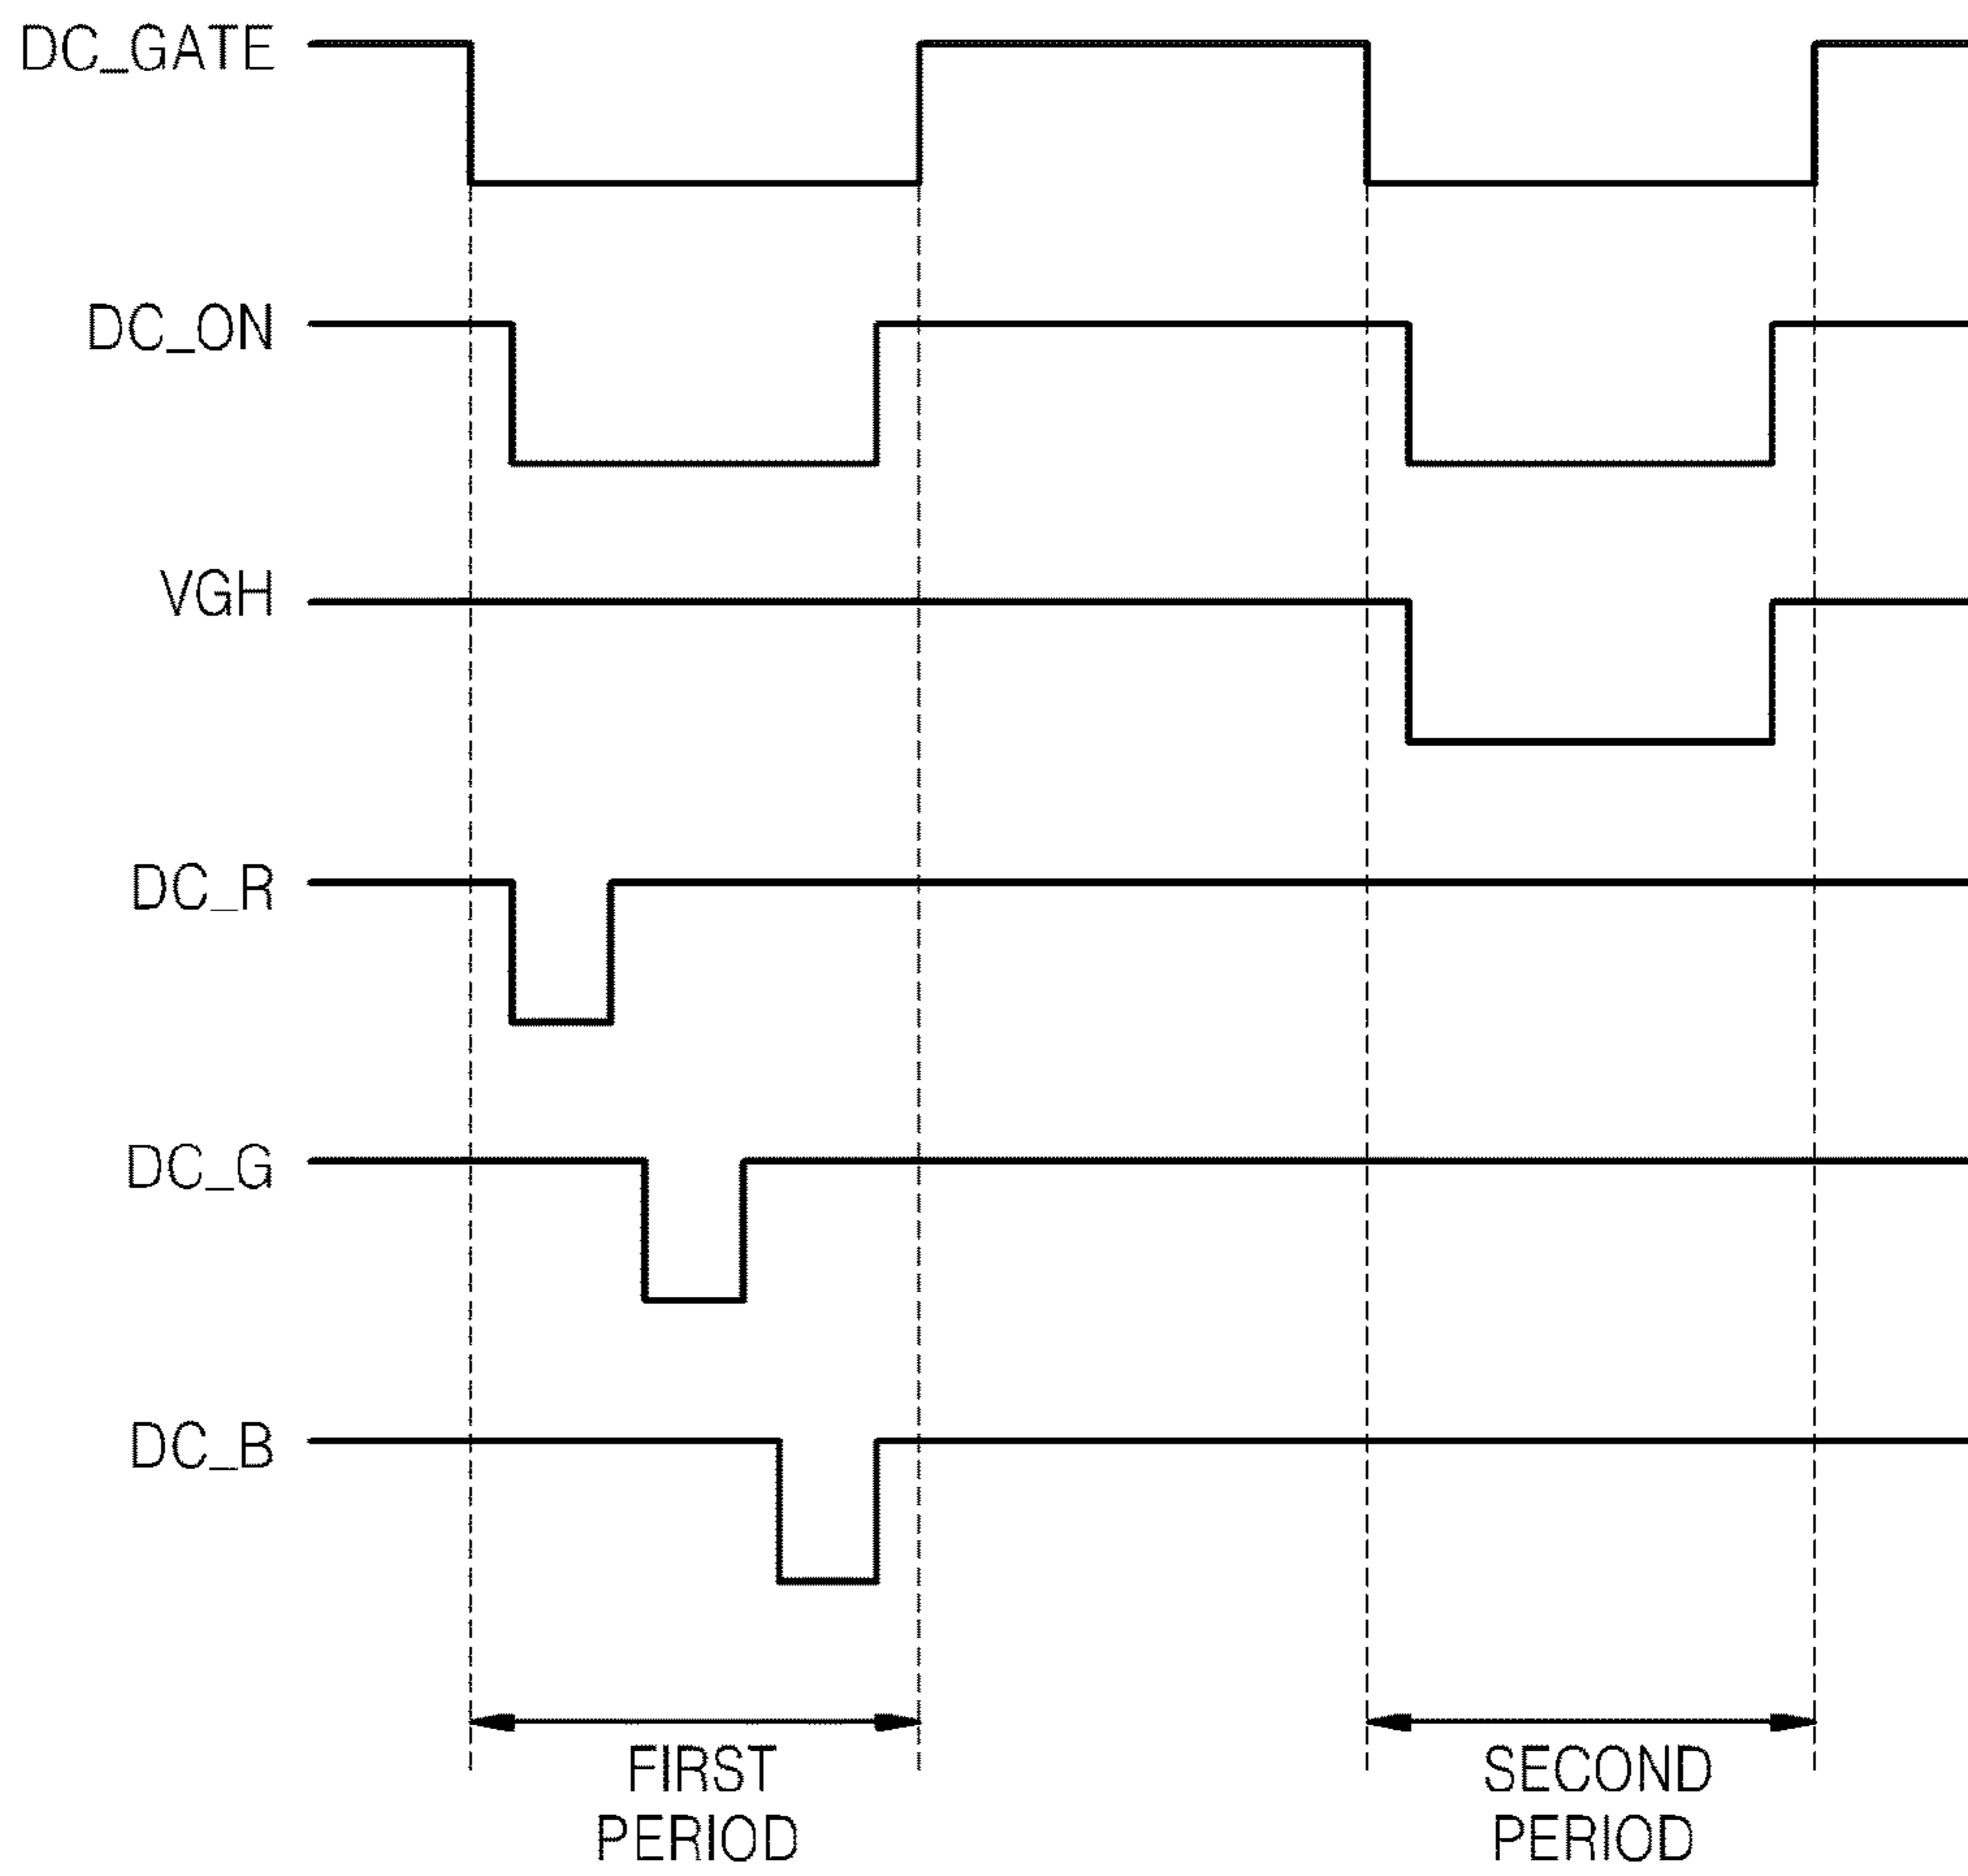 DC_GATE
DC_ON
VGH
DC_R
DC_G
DC_B
FIRST
PERIOD
SECOND
PERIOD